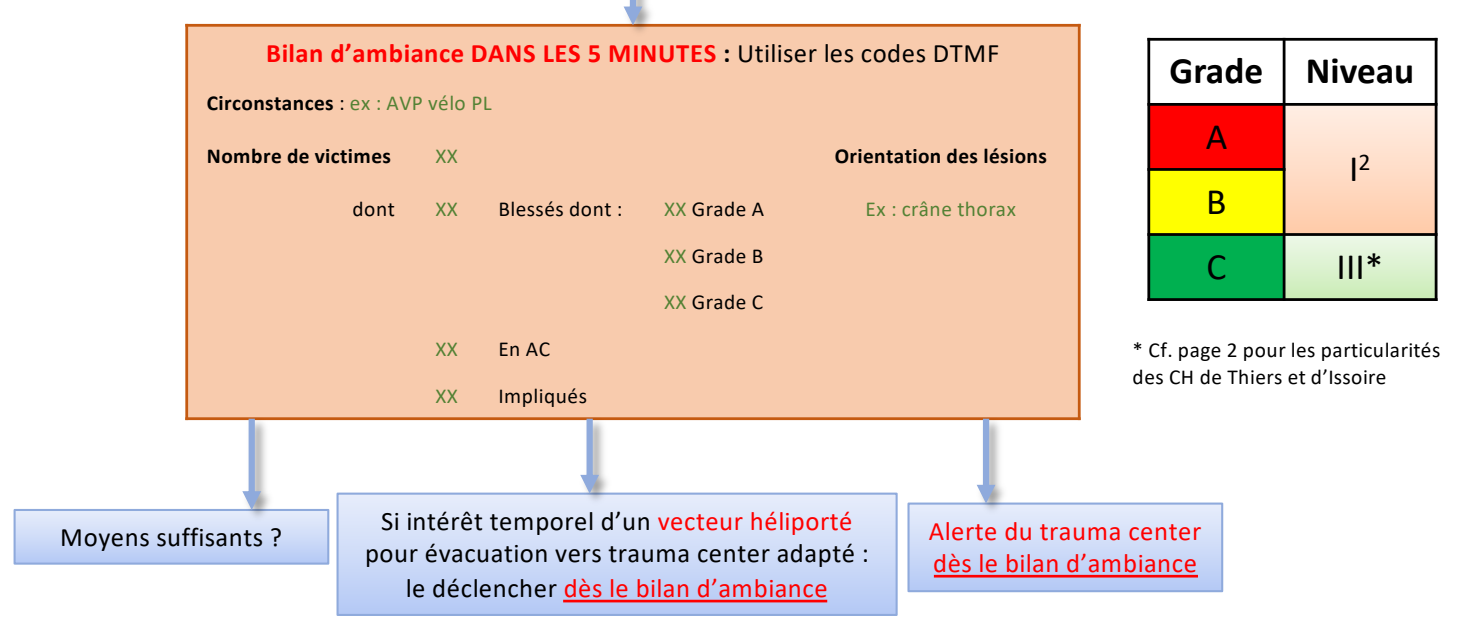 Bilan d’ambiance DANS LES 5 MINUTES : Utiliser les codes DTMF
Circonstances : ex : AVP vélo PL
Nombre de victimes XX Orientation des lésions
dont XX Blessés dont : XX Grade A Ex : crâne thorax
XX Grade B
XX Grade C
XX En AC
XX Impliqués
Moyens suffisants ?
Si intérêt temporel d’un vecteur héliporté
pour évacuation vers trauma center adapté :
le déclencher dès le bilan d’ambiance
Alerte du trauma center
dès le bilan d’ambiance
Grade Niveau
A
I²
B
C III*
* Cf. page 2 pour les particularités
des CH de Thiers et d’Issoire